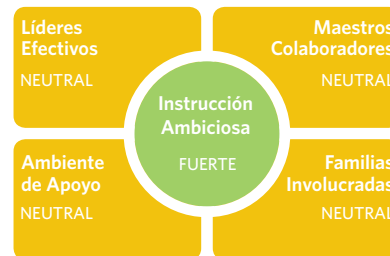 Líderes
Efectivos
NEUTRAL
Maestros
Colaboradores
NEUTRAL
Instrucción
Ambiciosa
FUERTE
Ambiente
de Apoyo
NEUTRAL
Familias
Involucradas
NEUTRAL